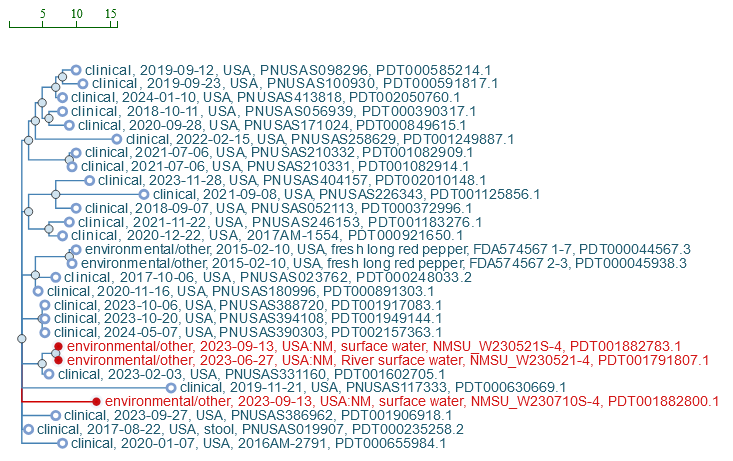 5 10 15
clinical, 2019-09-12, USA, PNUSAS098296, PDT000585214.1
clinical, 2019-09-23, USA, PNUSAS100930, PDT000591817.1
clinical, 2024-01-10, USA, PNUSAS413818, PDT002050760.1
clinical, 2018-10-11, USA, PNUSAS056939, PDT000390317.1
clinical, 2020-09-28, USA, PNUSAS171024, PDT000849615.1
clinical, 2022-02-15, USA, PNUSAS258629, PDT001249887.1
clinical, 2021-07-06, USA, PNUSAS210332, PDT001082909.1
clinical, 2021-07-06, USA, PNUSAS210331, PDT001082914.1
clinical, 2023-11-28, USA, PNUSAS404157, PDT002010148.1
clinical, 2021-09-08, USA, PNUSAS226343, PDT001125856.1
clinical, 2018-09-07, USA, PNUSAS052113, PDT000372996.1
clinical, 2021-11-22, USA, PNUSAS246153, PDT001183276.1
clinical, 2020-12-22, USA, 2017AM-1554, PDT000921650.1
environmental/other, 2015-02-10, USA, fresh long red pepper, FDA574567 1-7, PDT000044567.3
environmental/other, 2015-02-10, USA, fresh long red pepper, FDA574567 2-3, PDT000045938.3
clinical, 2017-10-06, USA, PNUSAS023762, PDT000248033.2
clinical, 2020-11-16, USA, PNUSAS180996, PDT000891303.1
clinical, 2023-10-06, USA, PNUSAS388720, PDT001917083.1
clinical, 2023-10-20, USA, PNUSAS394108, PDT001949144.1
clinical, 2024-05-07, USA, PNUSAS390303, PDT002157363.1
environmental/other, 2023-09-13, USA:NM, surface water, NMSU_W230521S-4, PDT001882783.1
environmental/other, 2023-06-27, USA:NM, River surface water, NMSU_W230521-4, PDT001791807.1
clinical, 2023-02-03, USA, PNUSAS331160, PDT001602705.1
clinical, 2019-11-21, USA, PNUSAS117333, PDT000630669.1
environmental/other, 2023-09-13, USA:NM, surface water, NMSU_W230710S-4, PDT001882800.1
clinical, 2023-09-27, USA, PNUSAS386962, PDT001906918.1
clinical, 2017-08-22, USA, stool, PNUSAS019907, PDT000235258.2
clinical, 2020-01-07, USA, 2016AM-2791, PDT000655984.1